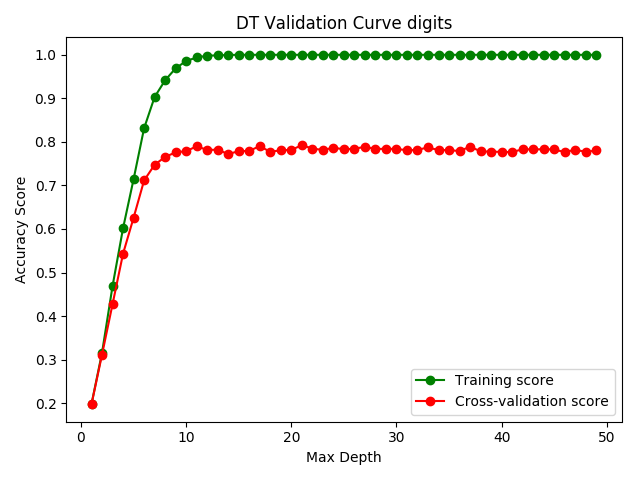 DT Validation Curve digits
Accuracy Score
1.0
0.9
0.8
0.7
0.6
0.5
0.4
0.3
0.2
Training score
Cross-validation score
0 10 20 30 40 50
Max Depth